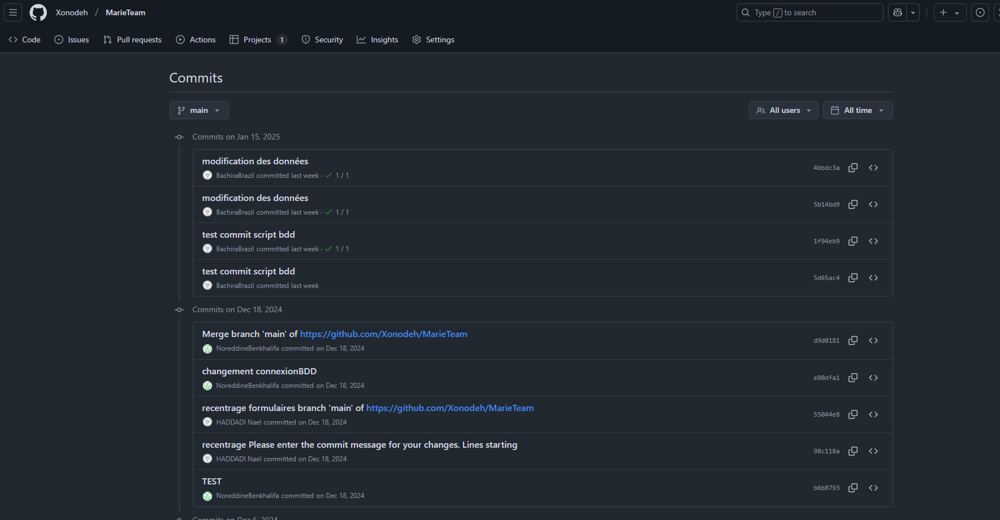 Xonodeh / MarieTeam
Type / to search
Code Issues Pull requests Actions Projects 1 Security Insights Settings
Commits
main All users All time
Commits on Jan 15, 2025
modification des données
BachiraBrazil committed last week · 1 / 1
4bbdc3a
modification des données
BachiraBrazil committed last week · 1 / 1
5b14bd9
test commit script bdd
BachiraBrazil committed last week · 1 / 1
1f94eb9
test commit script bdd
BachiraBrazil committed last week
5d65ac4
Commits on Dec 18, 2024
Merge branch 'main' of https://github.com/Xonodeh/MarieTeam
NoreddineBenkhalifa committed on Dec 18, 2024
d9d0181
changement connexionBDD
NoreddineBenkhalifa committed on Dec 18, 2024
e80dfa1
recentrage formulaires branch 'main' of https://github.com/Xonodeh/MarieTeam
HADDADI Nael committed on Dec 18, 2024
55044e8
recentrage Please enter the commit message for your changes. Lines starting
HADDADI Nael committed on Dec 18, 2024
98c118a
TEST
NoreddineBenkhalifa committed on Dec 18, 2024
b6b8793
Commits on Dec 6, 2024